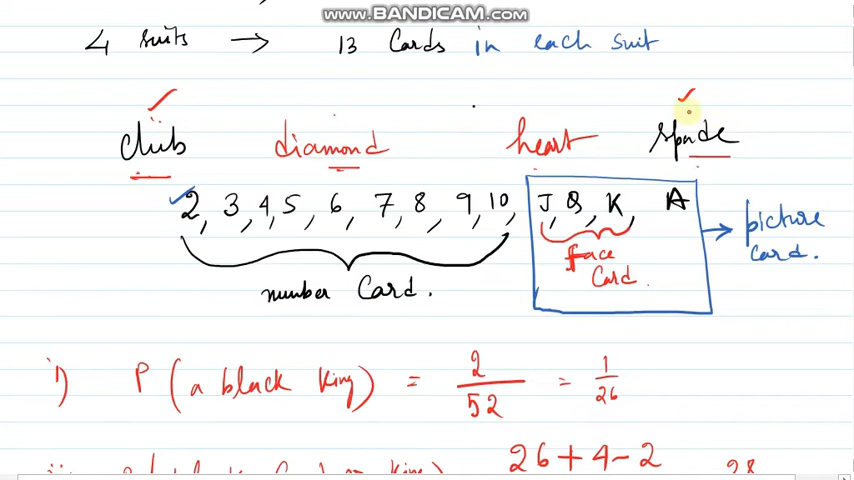 www.BANDICAM.com
4 suits → 13 Cards in each suit
club diamond heart spade
2, 3, 4, 5, 6, 7, 8, 9, 10, J, Q, K, A
face
Card.
number Card.
picture
card.
i) P (a black king) = 2/52 = 1/26
26 + 4 - 2 28